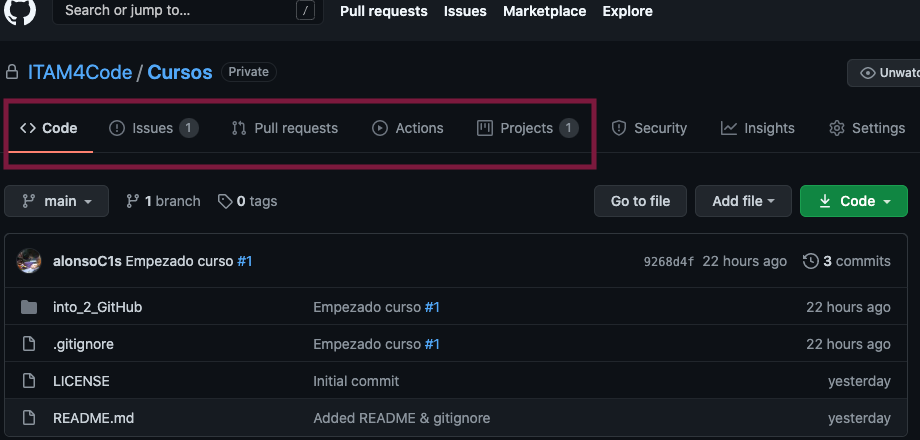 Search or jump to... / Pull requests Issues Marketplace Explore
ITAM4Code / Cursos Private Unwatc
Code Issues 1 Pull requests Actions Projects 1 Security Insights Settings
main 1 branch 0 tags Go to file Add file Code
alonsoC1s Empezado curso #1 9268d4f 22 hours ago 3 commits
into_2_GitHub Empezado curso #1 22 hours ago
.gitignore Empezado curso #1 22 hours ago
LICENSE Initial commit yesterday
README.md Added README & gitignore yesterday